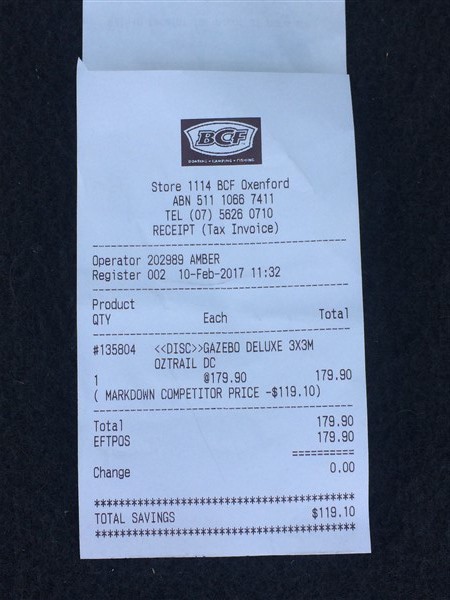 BCF
BOATING • CAMPING • FISHING
Store 1114 BCF Oxenford
ABN 511 1066 7411
TEL (07) 5626 0710
RECEIPT (Tax Invoice)
Operator 202989 AMBER
Register 002 10-Feb-2017 11:32
Product
QTY Each Total
#135804 <<DISC>>GAZEBO DELUXE 3X3M
OZTRAIL DC
1 @179.90 179.90
( MARKDOWN COMPETITOR PRICE -$119.10)
Total 179.90
EFTPOS 179.90
==========
Change 0.00
***********************************************
TOTAL SAVINGS $119.10
***********************************************